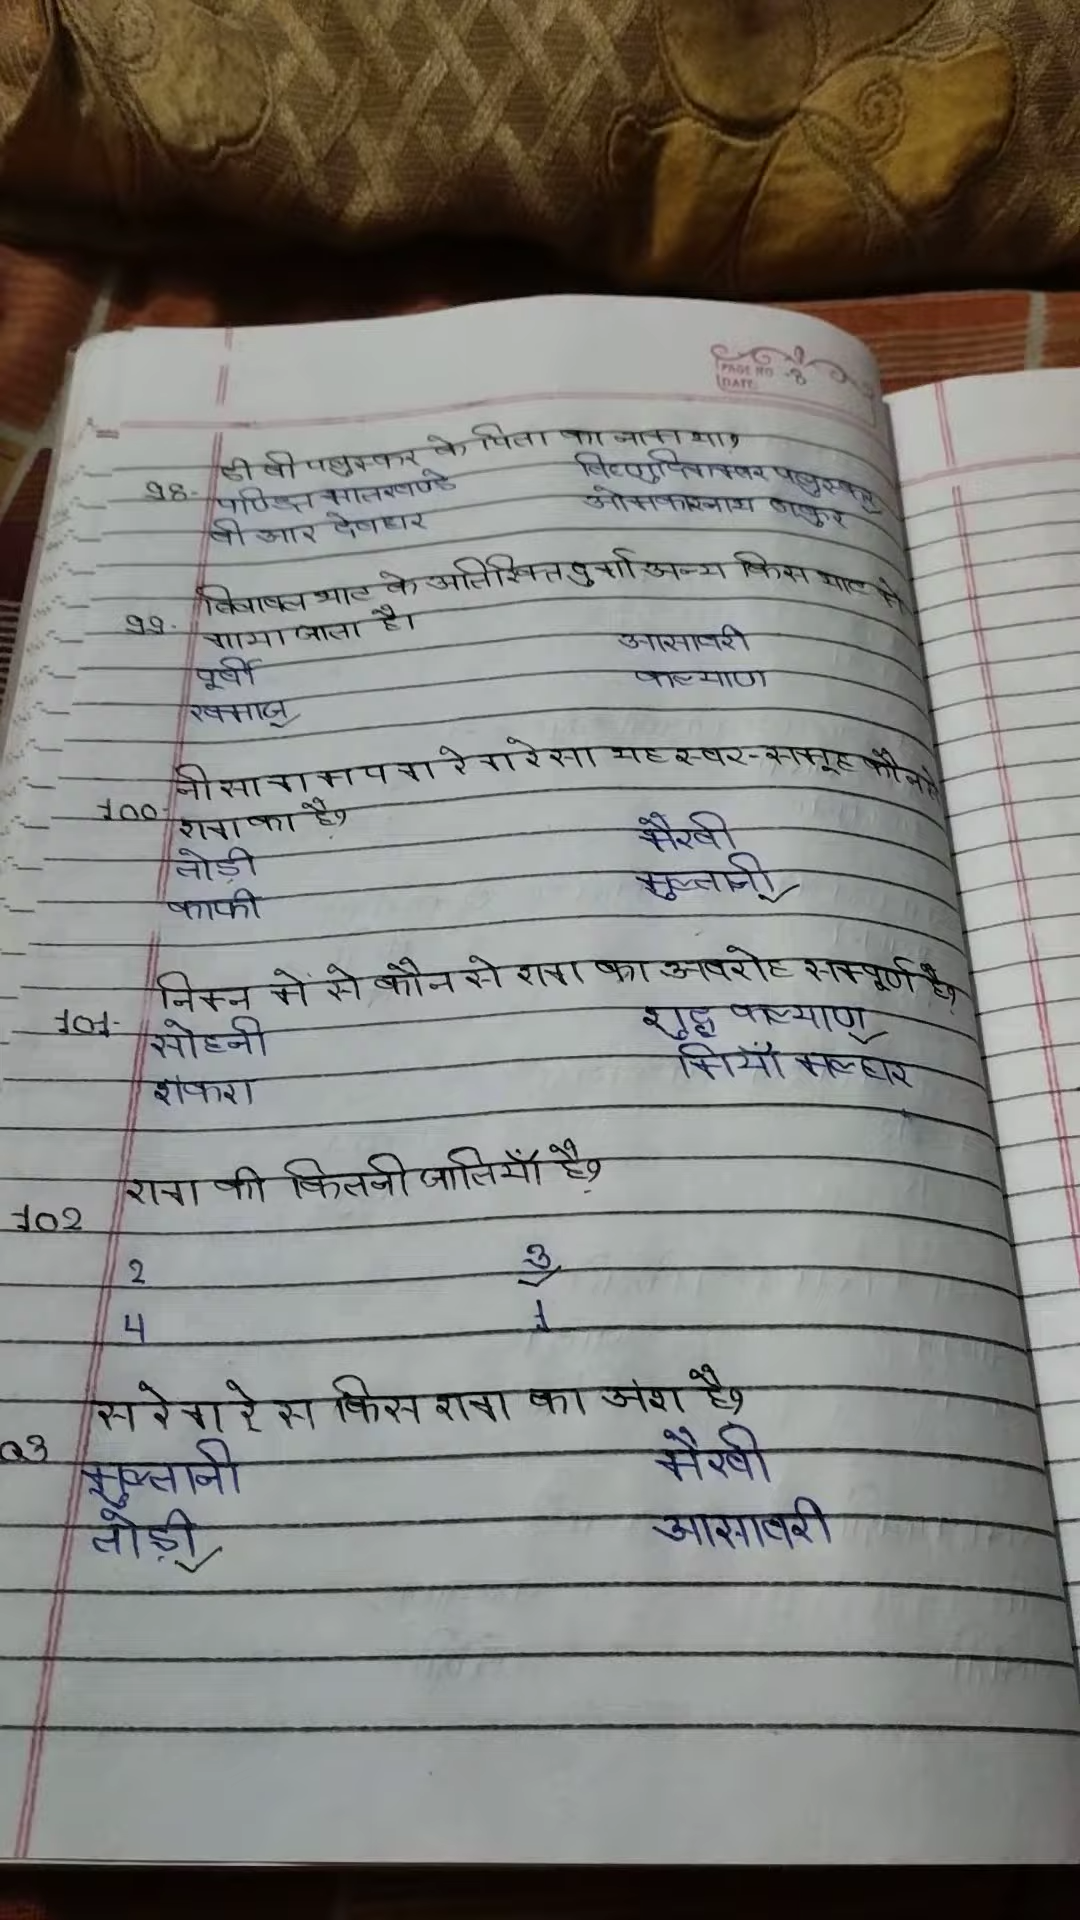 PAGE NO -3
DATE
98- डी वी पलुस्कर के पिता का नाम था?
पण्डित भातखण्डे विष्णुदिगम्बर पलुस्कर
बी आर देवधर ओमकारनाथ ठाकुर
99. बिलावल थाट के अतिरिक्त दुर्गा अन्य किस थाट से
गाया जाता है।
पूर्वी आसावरी
खमाज कल्याण
100- नी सा ग म प ग रे ग रे सा यह स्वर-समूह कौन से
राग का है?
तोड़ी भैरवी
काफी मुल्तानी
101- निम्न में से कौन से राग का अवरोह सम्पूर्ण है?
सोहनी शुद्ध कल्याण
शंकरा मियाँ मल्हार
102 राग की कितनी जातियाँ है?
2 3
4 1
03 स रे ग रे स किस राग का अंश है?
मुल्तानी भैरवी
तोड़ी आसावरी